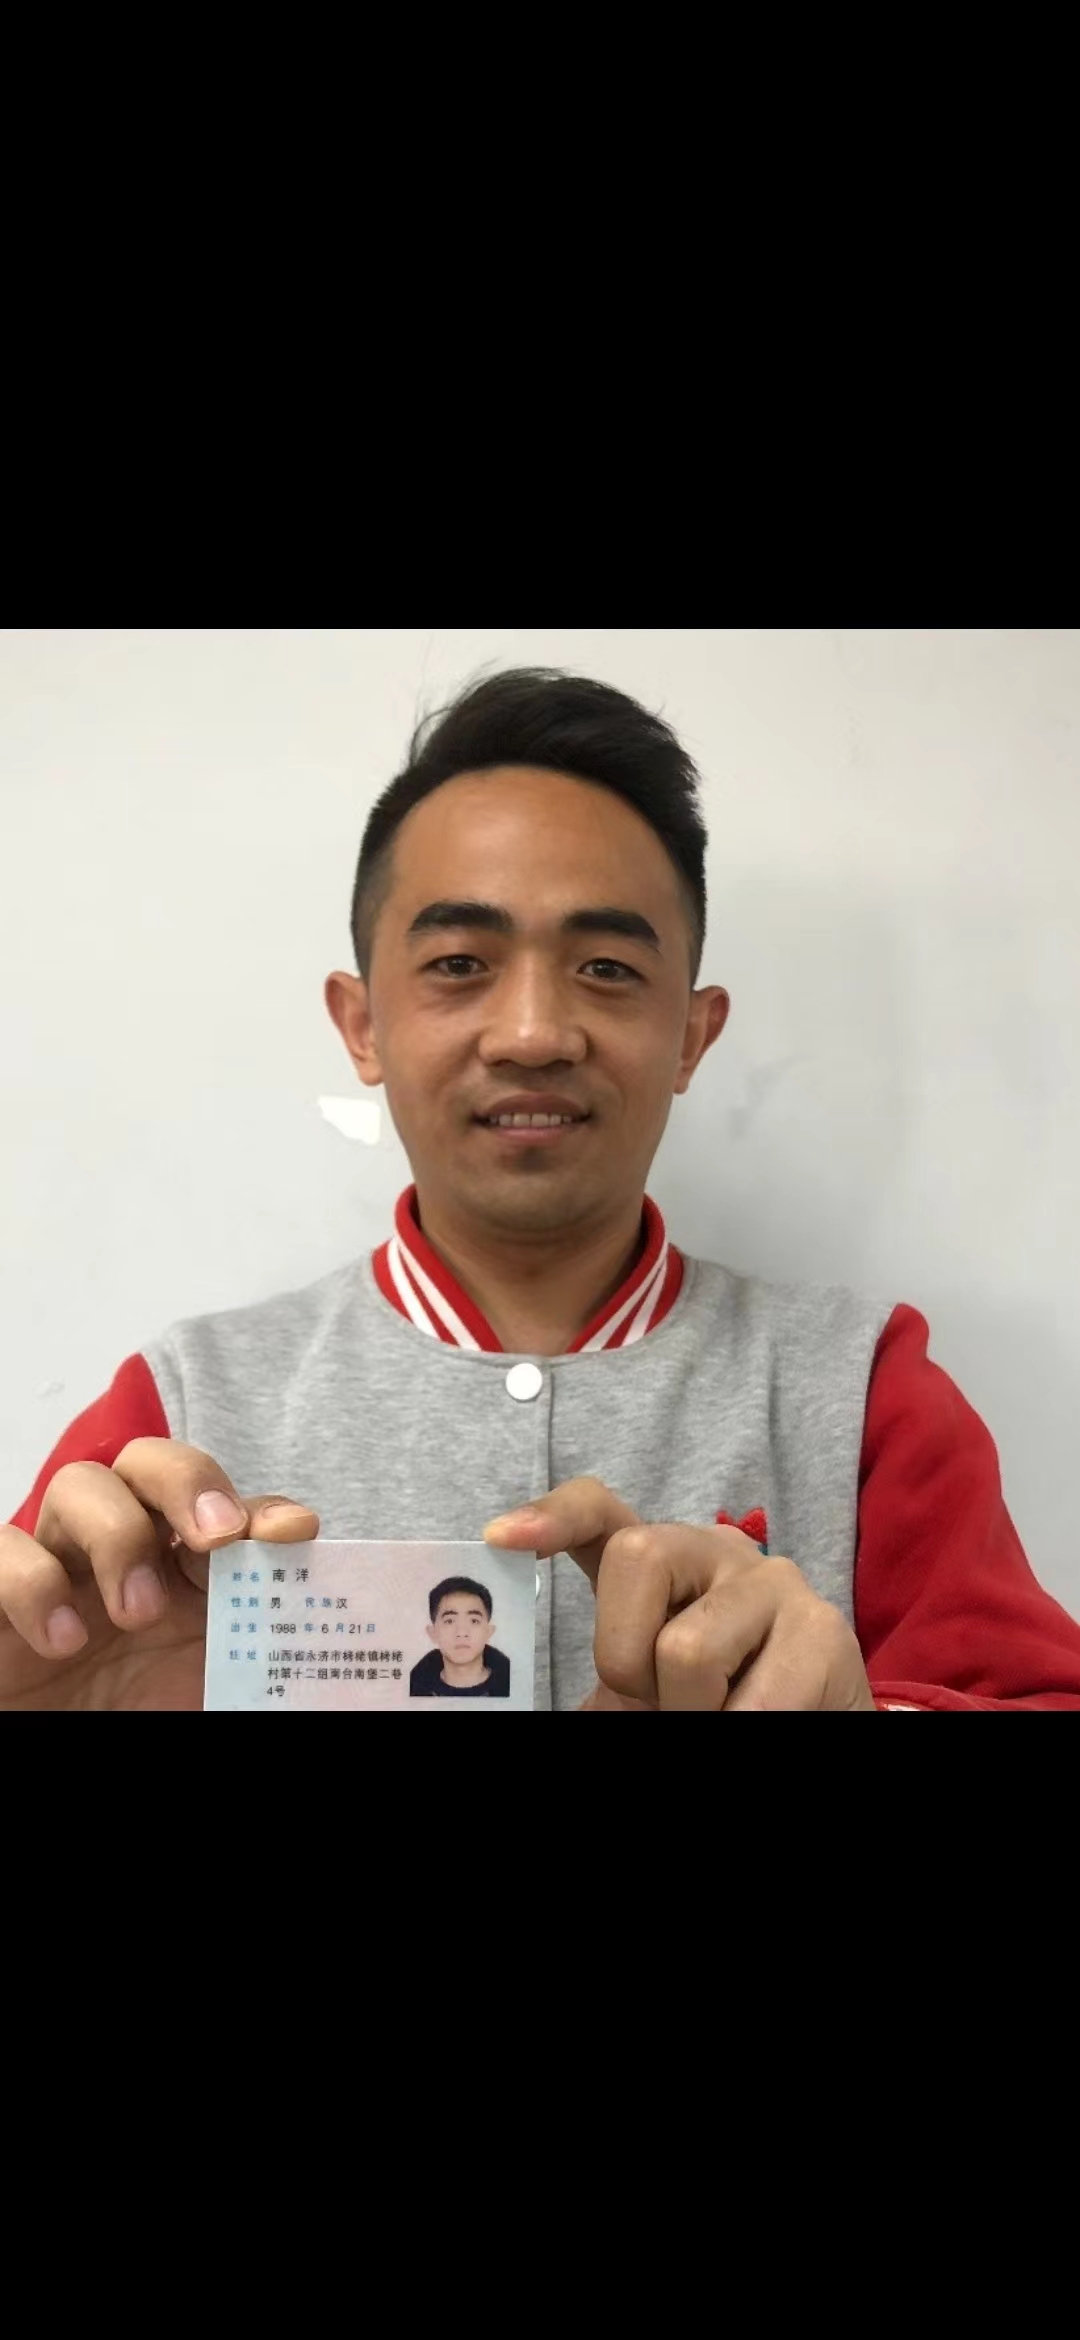 姓名 南洋
性别 男 民族 汉
出生 1988 年 6 月 21 日
住址 山西省永济市栲栳镇栲栳
村第十二组南台南堡二巷
4号